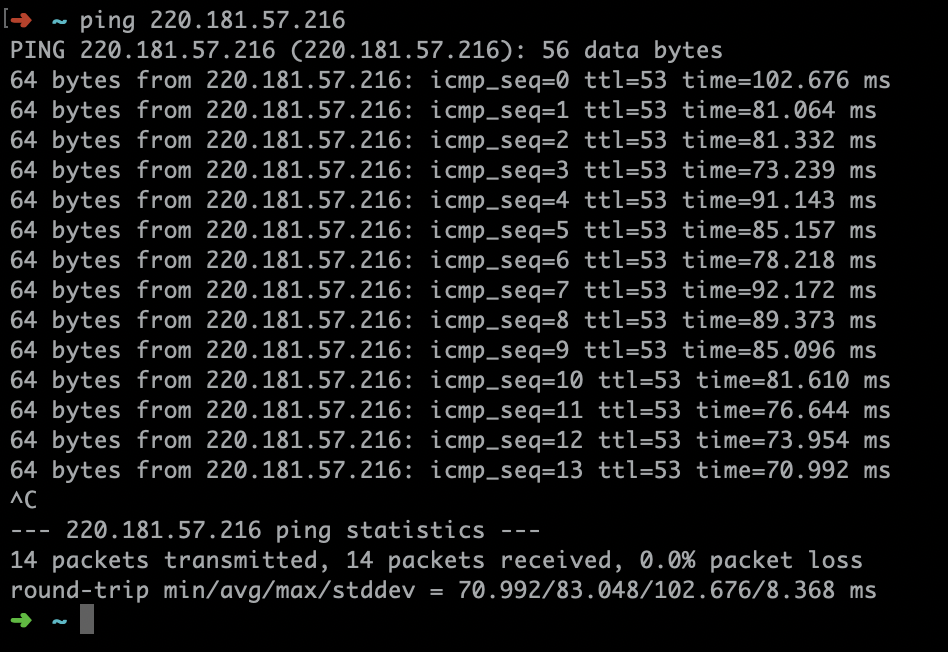 [➜ ~ ping 220.181.57.216
PING 220.181.57.216 (220.181.57.216): 56 data bytes
64 bytes from 220.181.57.216: icmp_seq=0 ttl=53 time=102.676 ms
64 bytes from 220.181.57.216: icmp_seq=1 ttl=53 time=81.064 ms
64 bytes from 220.181.57.216: icmp_seq=2 ttl=53 time=81.332 ms
64 bytes from 220.181.57.216: icmp_seq=3 ttl=53 time=73.239 ms
64 bytes from 220.181.57.216: icmp_seq=4 ttl=53 time=91.143 ms
64 bytes from 220.181.57.216: icmp_seq=5 ttl=53 time=85.157 ms
64 bytes from 220.181.57.216: icmp_seq=6 ttl=53 time=78.218 ms
64 bytes from 220.181.57.216: icmp_seq=7 ttl=53 time=92.172 ms
64 bytes from 220.181.57.216: icmp_seq=8 ttl=53 time=89.373 ms
64 bytes from 220.181.57.216: icmp_seq=9 ttl=53 time=85.096 ms
64 bytes from 220.181.57.216: icmp_seq=10 ttl=53 time=81.610 ms
64 bytes from 220.181.57.216: icmp_seq=11 ttl=53 time=76.644 ms
64 bytes from 220.181.57.216: icmp_seq=12 ttl=53 time=73.954 ms
64 bytes from 220.181.57.216: icmp_seq=13 ttl=53 time=70.992 ms
^C
--- 220.181.57.216 ping statistics ---
14 packets transmitted, 14 packets received, 0.0% packet loss
round-trip min/avg/max/stddev = 70.992/83.048/102.676/8.368 ms
➜ ~